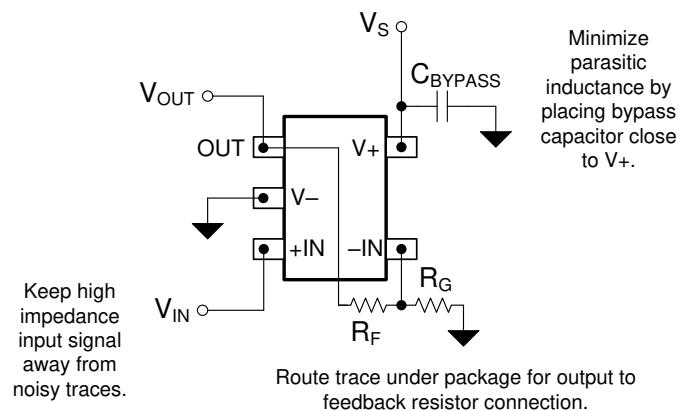 V_S
C_BYPASS
Minimize
parasitic
inductance by
placing bypass
capacitor close
to V+.
V_OUT
OUT
V+
V–
+IN
–IN
V_IN
R_F
R_G
Keep high
impedance
input signal
away from
noisy traces.
Route trace under package for output to
feedback resistor connection.